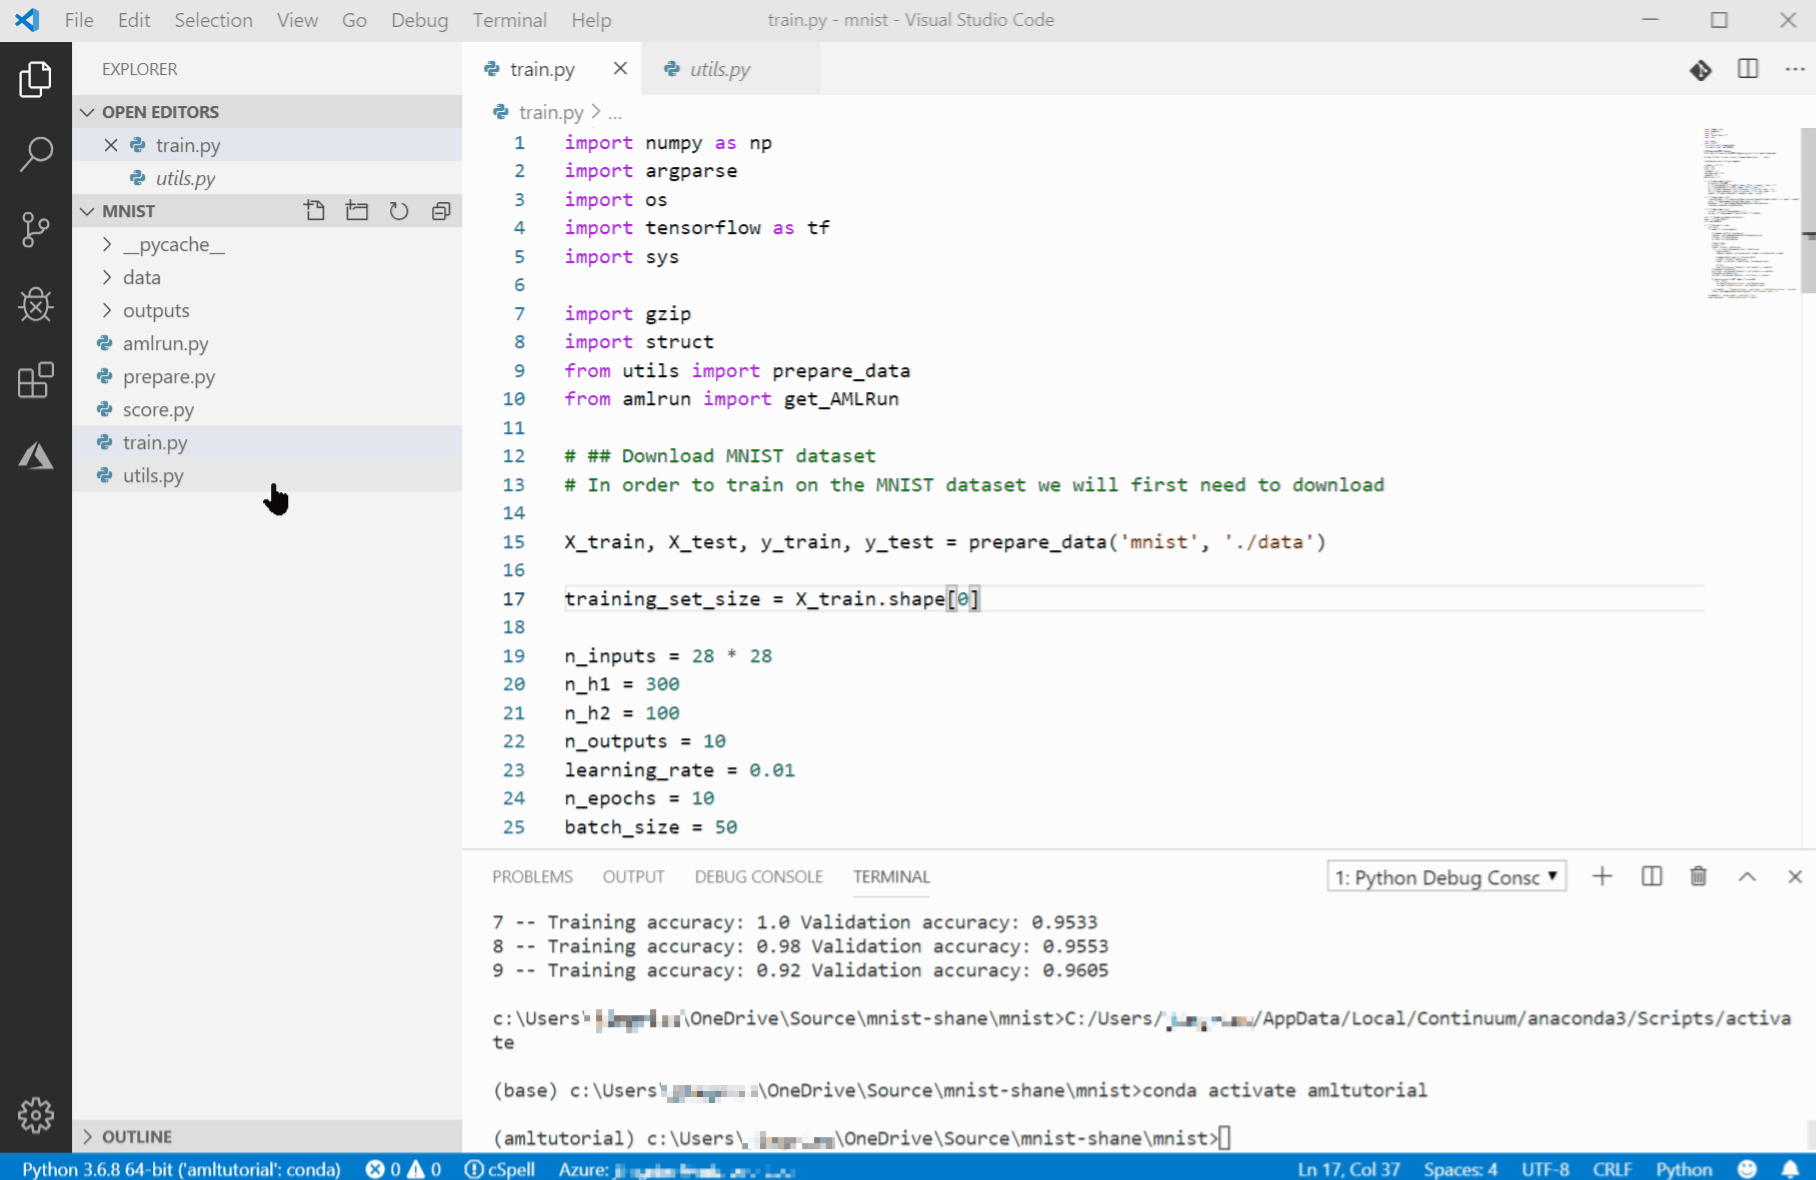 File Edit Selection View Go Debug Terminal Help train.py - mnist - Visual Studio Code
EXPLORER
OPEN EDITORS
train.py
utils.py
MNIST
__pycache__
data
outputs
amlrun.py
prepare.py
score.py
train.py
utils.py
OUTLINE
train.py utils.py
train.py > ...
1 import numpy as np
2 import argparse
3 import os
4 import tensorflow as tf
5 import sys
6
7 import gzip
8 import struct
9 from utils import prepare_data
10 from amlrun import get_AMLRun
11
12 # ## Download MNIST dataset
13 # In order to train on the MNIST dataset we will first need to download
14
15 X_train, X_test, y_train, y_test = prepare_data('mnist', './data')
16
17 training_set_size = X_train.shape[0]
18
19 n_inputs = 28 * 28
20 n_h1 = 300
21 n_h2 = 100
22 n_outputs = 10
23 learning_rate = 0.01
24 n_epochs = 10
25 batch_size = 50
PROBLEMS OUTPUT DEBUG CONSOLE TERMINAL 1: Python Debug Consc
7 -- Training accuracy: 1.0 Validation accuracy: 0.9533
8 -- Training accuracy: 0.98 Validation accuracy: 0.9553
9 -- Training accuracy: 0.92 Validation accuracy: 0.9605
c:\Users\ \OneDrive\Source\mnist-shane\mnist>C:/Users/ /AppData/Local/Continuum/anaconda3/Scripts/activa
te
(base) c:\Users\ \OneDrive\Source\mnist-shane\mnist>conda activate amltutorial
(amltutorial) c:\Users\ \OneDrive\Source\mnist-shane\mnist>
Python 3.6.8 64-bit ('amltutorial': conda) 0 0 cSpell Azure: Ln 17, Col 37 Spaces: 4 UTF-8 CRLF Python